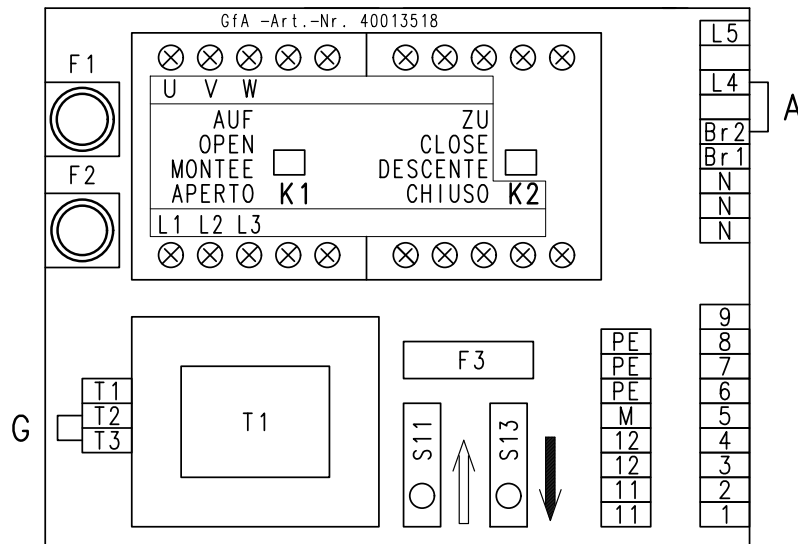 GfA -Art.-Nr. 40013518
F1
F2
U V W
AUF
OPEN
MONTEE
APERTO K1
ZU
CLOSE
DESCENTE
CHIUSO K2
L1 L2 L3
L5
L4
A
Br2
Br1
N
N
N
G
T1
T2
T3
T1
F3
S11
S13
PE
PE
PE
M
12
12
11
11
9
8
7
6
5
4
3
2
1